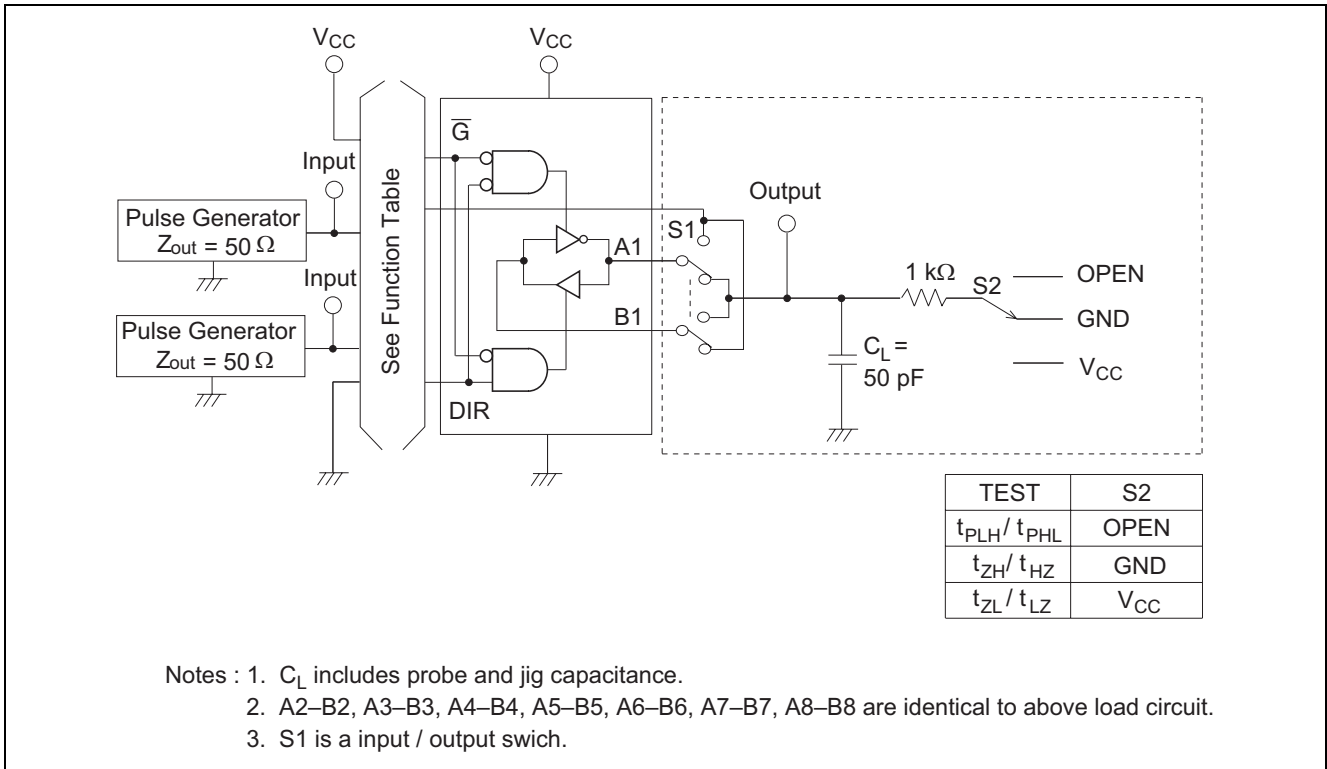 VCC
VCC
G̅
Input
Pulse Generator
Zout = 50 Ω
Input
Pulse Generator
Zout = 50 Ω
See Function Table
A1
B1
DIR
S1
Output
1 kΩ
S2
OPEN
GND
VCC
CL =
50 pF
TEST S2
tPLH / tPHL OPEN
tZH / tHZ GND
tZL / tLZ VCC
Notes : 1. CL includes probe and jig capacitance.
2. A2–B2, A3–B3, A4–B4, A5–B5, A6–B6, A7–B7, A8–B8 are identical to above load circuit.
3. S1 is a input / output swich.